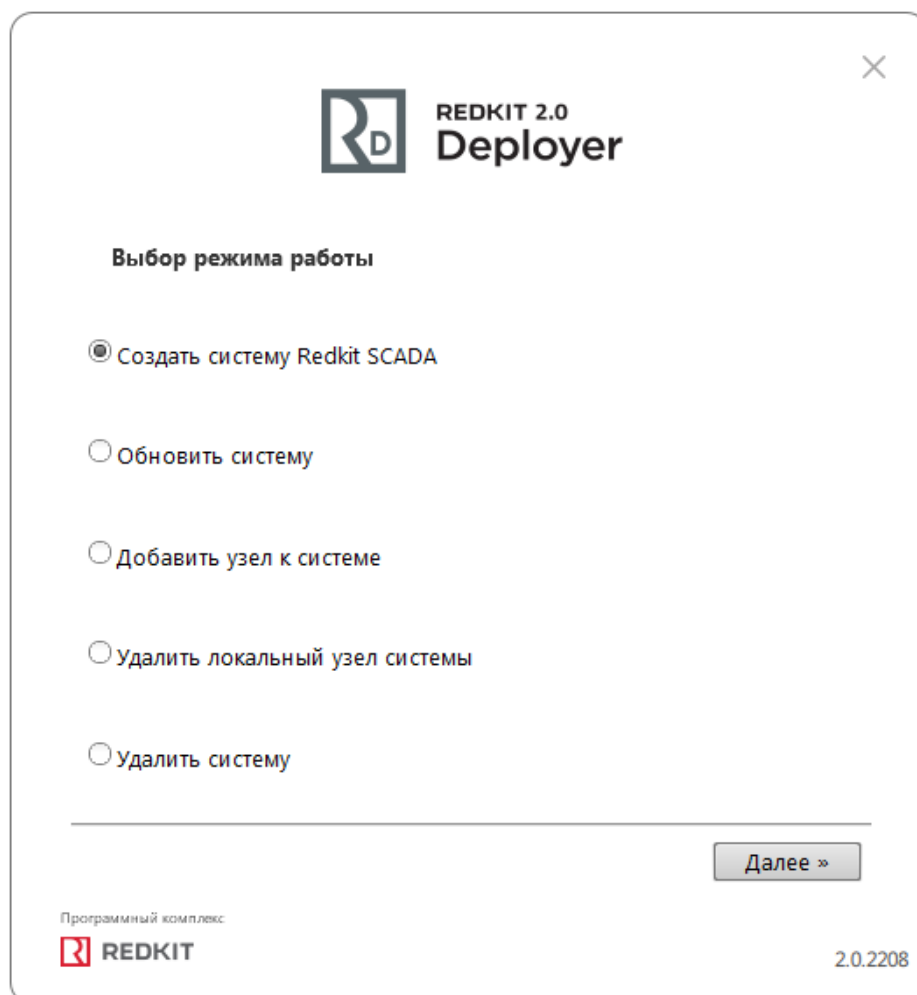 REDKIT 2.0
Deployer
Выбор режима работы
Создать систему Redkit SCADA
Обновить систему
Добавить узел к системе
Удалить локальный узел системы
Удалить систему
Далее »
Программный комплекс
REDKIT
2.0.2208